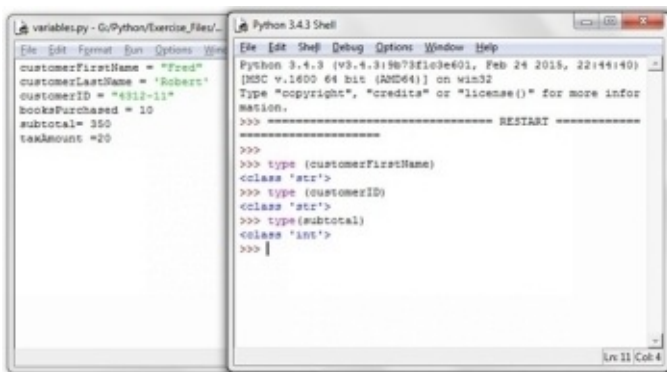 variables.py - G:/Python/Exercise_Files/...
File Edit Format Run Options
customerFirstName = "Fred"
customerLastName = 'Robert'
customerID = "4312-11"
booksPurchased = 10
subtotal= 350
taxAmount =20
Python 3.4.3 Shell
File Edit Shell Debug Options Window Help
Python 3.4.3 (v3.4.3:9b73f1c3e601, Feb 24 2015, 22:44:40)
[MSC v.1600 64 bit (AMD64)] on win32
Type "copyright", "credits" or "license()" for more infor
mation.
>>> ================================ RESTART ============
====================
>>>
>>> type (customerFirstName)
<class 'str'>
>>> type (customerID)
<class 'str'>
>>> type(subtotal)
<class 'int'>
>>>
Ln: 11 Col: 4